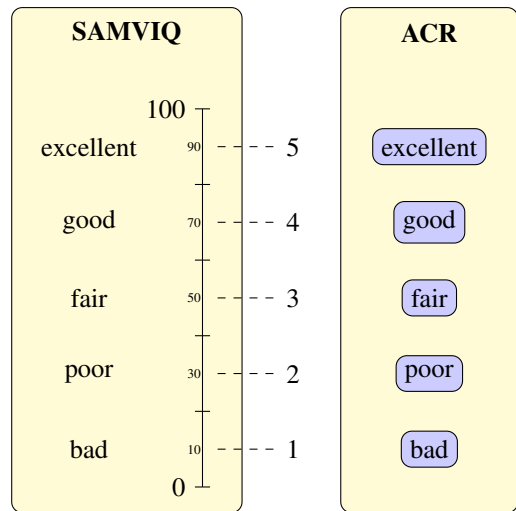 SAMVIQ ACR
100
excellent 90 5 excellent
good 70 4 good
fair 50 3 fair
poor 30 2 poor
bad 10 1 bad
0